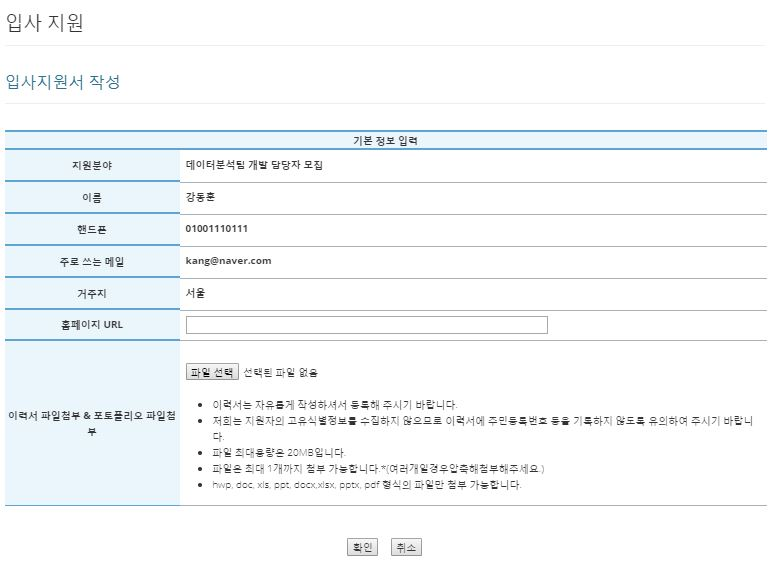 입사 지원
입사지원서 작성
기본 정보 입력
지원분야 데이터분석팀 개발 담당자 모집
이름 강동훈
핸드폰 01001110111
주로 쓰는 메일 kang@naver.com
거주지 서울
홈페이지 URL
이력서 파일첨부 & 포토폴리오 파일첨
부
파일 선택 선택된 파일 없음
이력서는 자유롭게 작성하셔서 등록해 주시기 바랍니다.
저희는 지원자의 고유식별정보를 수집하지 않으므로 이력서에 주민등록번호 등을 기록하지 않도록 유의하여 주시기 바랍니
다.
파일 최대용량은 20MB입니다.
파일은 최대 1개까지 첨부 가능합니다.*(여러개일경우압축해첨부해주세요.)
hwp, doc, xls, ppt, docx,xlsx, pptx, pdf 형식의 파일만 첨부 가능합니다.
확인 취소